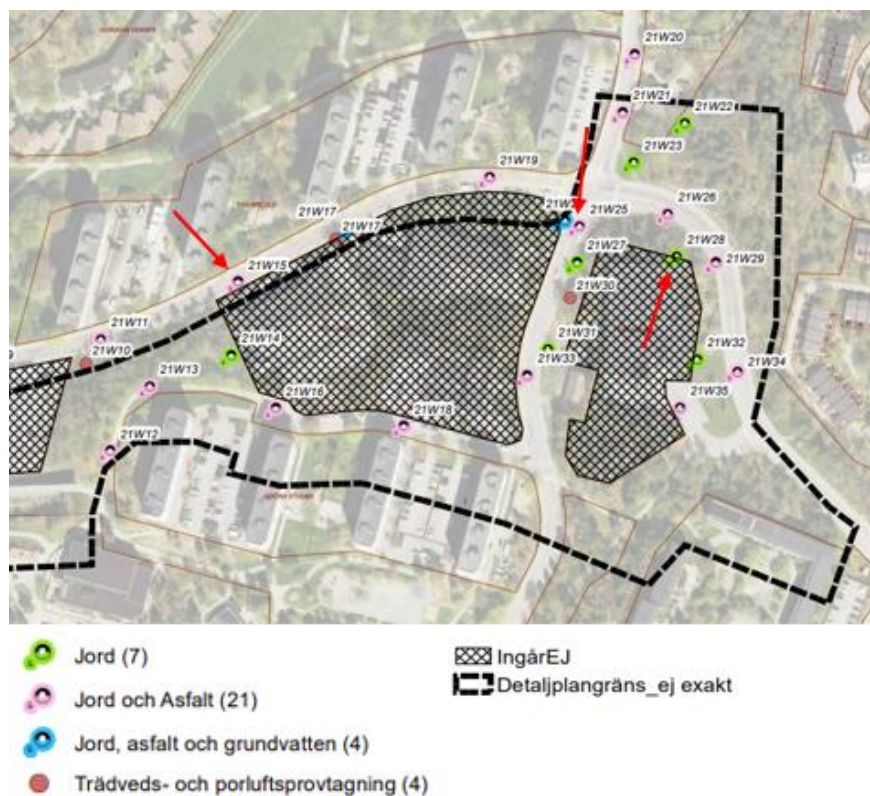 21W20
21W21
21W22
21W23
21W19
21W17
21W17
21W25
21W26
21W15
21W27
21W28
21W29
21W30
21W11
21W14
21W31
21W10
21W33
21W32
21W34
21W13
21W16
21W35
21W18
21W12
Jord (7)
IngårEJ
Jord och Asfalt (21)
Detaljplangräns_ej exakt
Jord, asfalt och grundvatten (4)
Trädveds- och porluftsprovtagning (4)